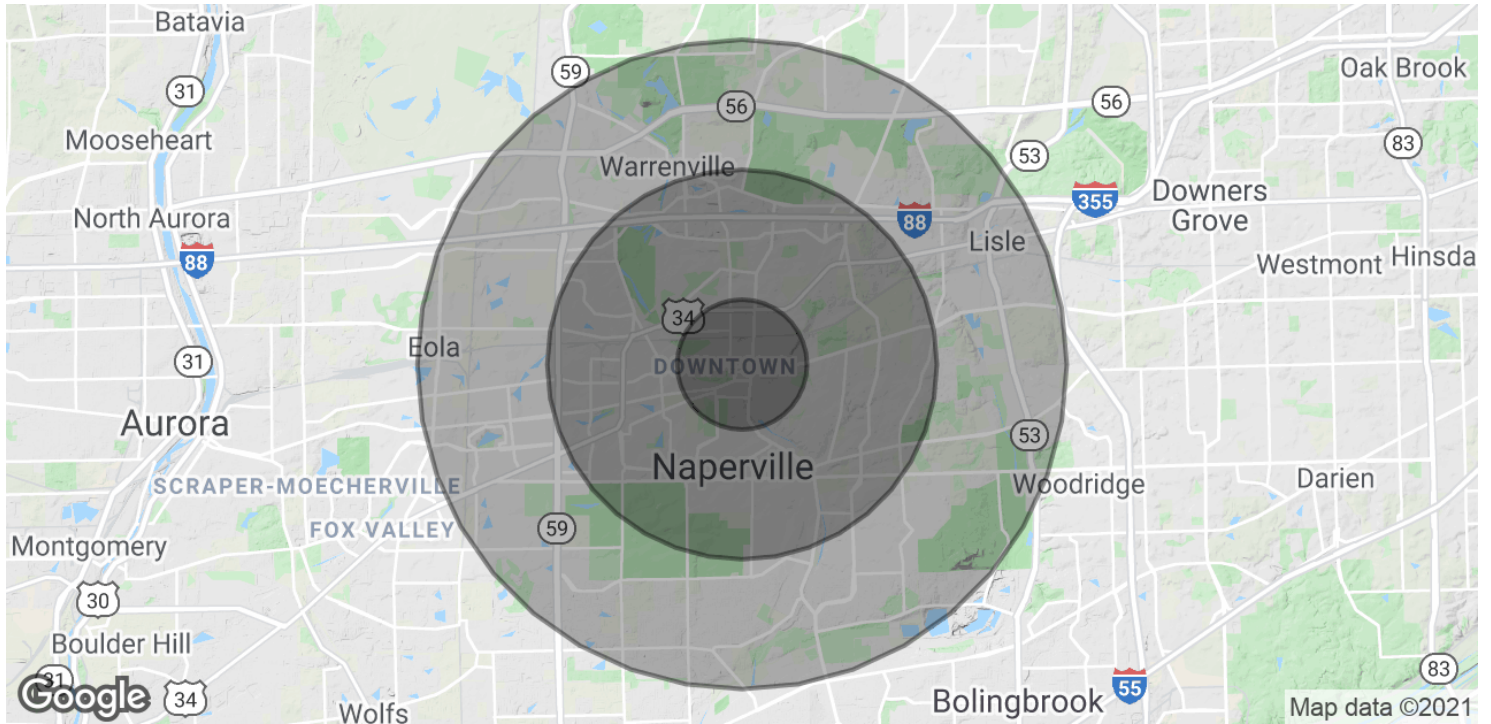 Batavia
59
Oak Brook
31
56
56
Mooseheart
83
53
Warrenville
355
Downers
Grove
North Aurora
88
Lisle
88
Westmont
Hinsda
34
Eola
31
DOWNTOWN
Aurora
53
Naperville
SCRAPER-MOECHERVILLE
Woodridge
Darien
FOX VALLEY
59
Montgomery
30
Boulder Hill
83
31
Google
34
Wolfs
Bolingbrook
55
Map data ©2021